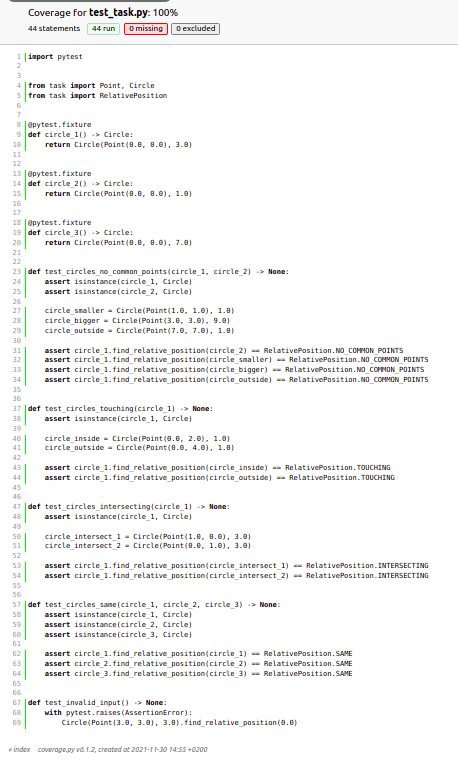 Coverage for test_task.py: 100%
44 statements 44 run 0 missing 0 excluded
1 import pytest
2
3
4 from task import Point, Circle
5 from task import RelativePosition
6
7
8 @pytest.fixture
9 def circle_1() -> Circle:
10 return Circle(Point(0.0, 0.0), 3.0)
11
12
13 @pytest.fixture
14 def circle_2() -> Circle:
15 return Circle(Point(0.0, 0.0), 1.0)
16
17
18 @pytest.fixture
19 def circle_3() -> Circle:
20 return Circle(Point(0.0, 0.0), 7.0)
21
22
23 def test_circles_no_common_points(circle_1, circle_2) -> None:
24 assert isinstance(circle_1, Circle)
25 assert isinstance(circle_2, Circle)
26
27 circle_smaller = Circle(Point(1.0, 1.0), 1.0)
28 circle_bigger = Circle(Point(3.0, 3.0), 9.0)
29 circle_outside = Circle(Point(7.0, 7.0), 1.0)
30
31 assert circle_1.find_relative_position(circle_2) == RelativePosition.NO_COMMON_POINTS
32 assert circle_1.find_relative_position(circle_smaller) == RelativePosition.NO_COMMON_POINTS
33 assert circle_1.find_relative_position(circle_bigger) == RelativePosition.NO_COMMON_POINTS
34 assert circle_1.find_relative_position(circle_outside) == RelativePosition.NO_COMMON_POINTS
35
36
37 def test_circles_touching(circle_1) -> None:
38 assert isinstance(circle_1, Circle)
39
40 circle_inside = Circle(Point(0.0, 2.0), 1.0)
41 circle_outside = Circle(Point(0.0, 4.0), 1.0)
42
43 assert circle_1.find_relative_position(circle_inside) == RelativePosition.TOUCHING
44 assert circle_1.find_relative_position(circle_outside) == RelativePosition.TOUCHING
45
46
47 def test_circles_intersecting(circle_1) -> None:
48 assert isinstance(circle_1, Circle)
49
50 circle_intersect_1 = Circle(Point(1.0, 0.0), 3.0)
51 circle_intersect_2 = Circle(Point(0.0, 1.0), 3.0)
52
53 assert circle_1.find_relative_position(circle_intersect_1) == RelativePosition.INTERSECTING
54 assert circle_1.find_relative_position(circle_intersect_2) == RelativePosition.INTERSECTING
55
56
57 def test_circles_same(circle_1, circle_2, circle_3) -> None:
58 assert isinstance(circle_1, Circle)
59 assert isinstance(circle_2, Circle)
60 assert isinstance(circle_3, Circle)
61
62 assert circle_1.find_relative_position(circle_1) == RelativePosition.SAME
63 assert circle_2.find_relative_position(circle_2) == RelativePosition.SAME
64 assert circle_3.find_relative_position(circle_3) == RelativePosition.SAME
65
66
67 def test_invalid_input() -> None:
68 with pytest.raises(AssertionError):
69 Circle(Point(3.0, 3.0), 3.0).find_relative_position(0.0)
« index coverage.py v6.1.2, created at 2021-11-30 14:55 +0200